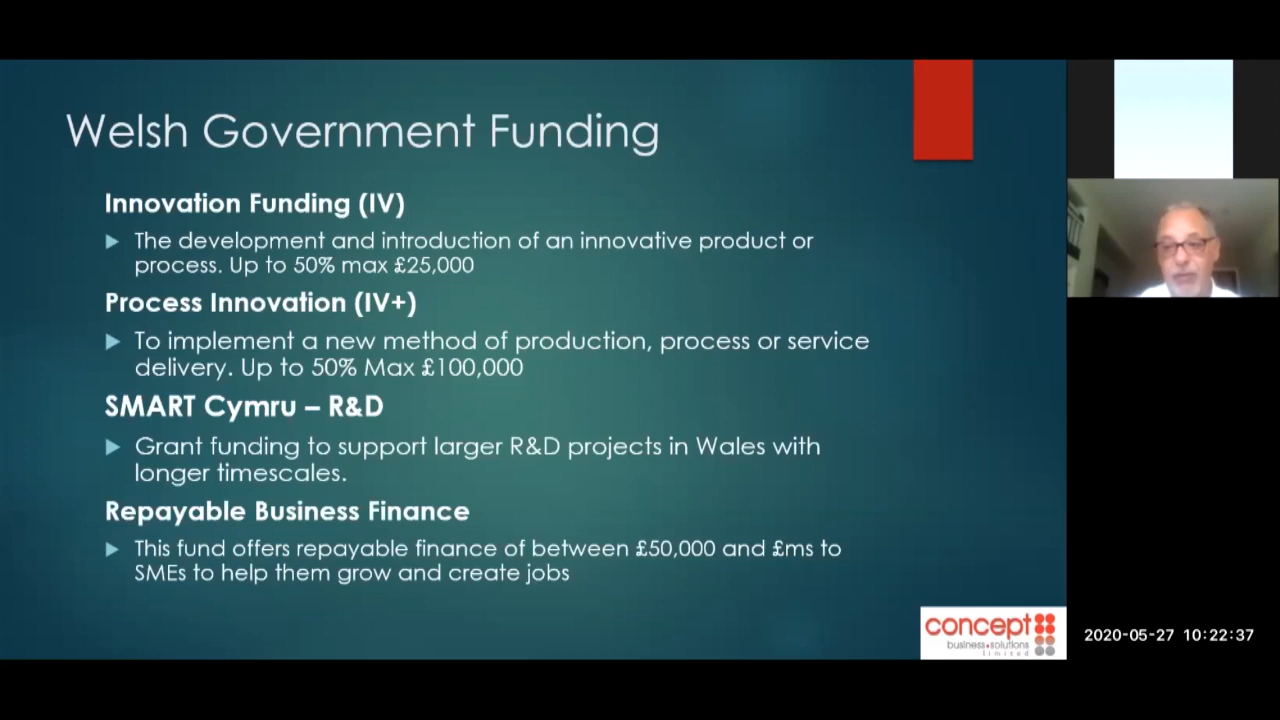 Welsh Government Funding
Innovation Funding (IV)
The development and introduction of an innovative product or
process. Up to 50% max £25,000
Process Innovation (IV+)
To implement a new method of production, process or service
delivery. Up to 50% Max £100,000
SMART Cymru – R&D
Grant funding to support larger R&D projects in Wales with
longer timescales.
Repayable Business Finance
This fund offers repayable finance of between £50,000 and £ms to
SMEs to help them grow and create jobs
concept
business+solutions
limited
2020-05-27 10:22:37